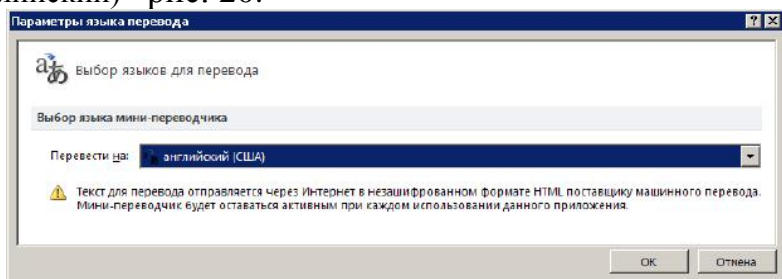 рис. 26.
Параметры языка перевода
Выбор языков для перевода
Выбор языка мини-переводчика
Перевести на: английский (США)
Текст для перевода отправляется через Интернет в незашифрованном формате HTML поставщику машинного перевода.
Мини-переводчик будет оставаться активным при каждом использовании данного приложения.
ОК Отмена